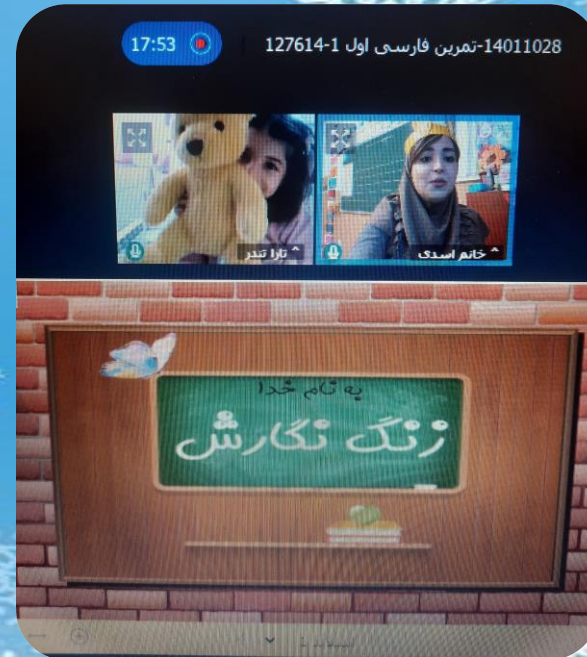 14011028-تمرین فارسی اول 1-127614
17:53
خانم اسدی
تارا تندر
به نام خدا
زنگ نگارش